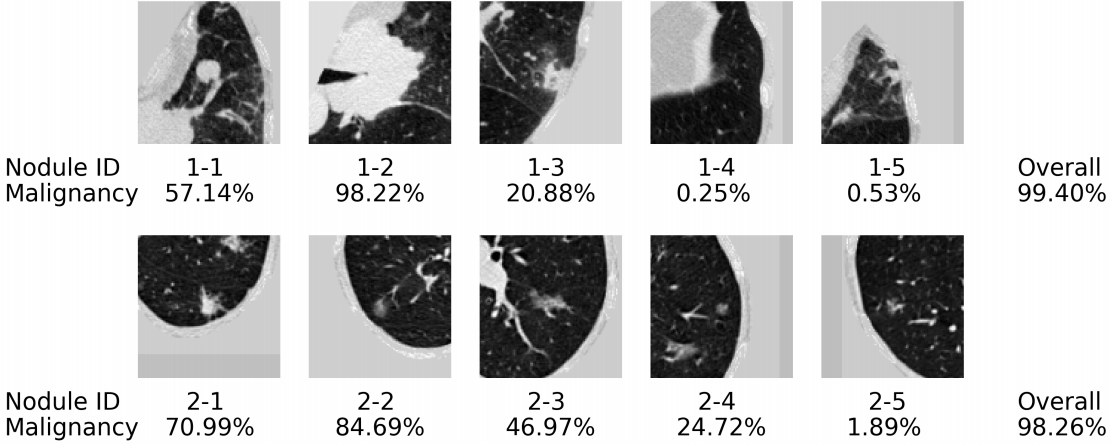 Nodule ID 1-1 1-2 1-3 1-4 1-5 Overall
Malignancy 57.14% 98.22% 20.88% 0.25% 0.53% 99.40%
Nodule ID 2-1 2-2 2-3 2-4 2-5 Overall
Malignancy 70.99% 84.69% 46.97% 24.72% 1.89% 98.26%